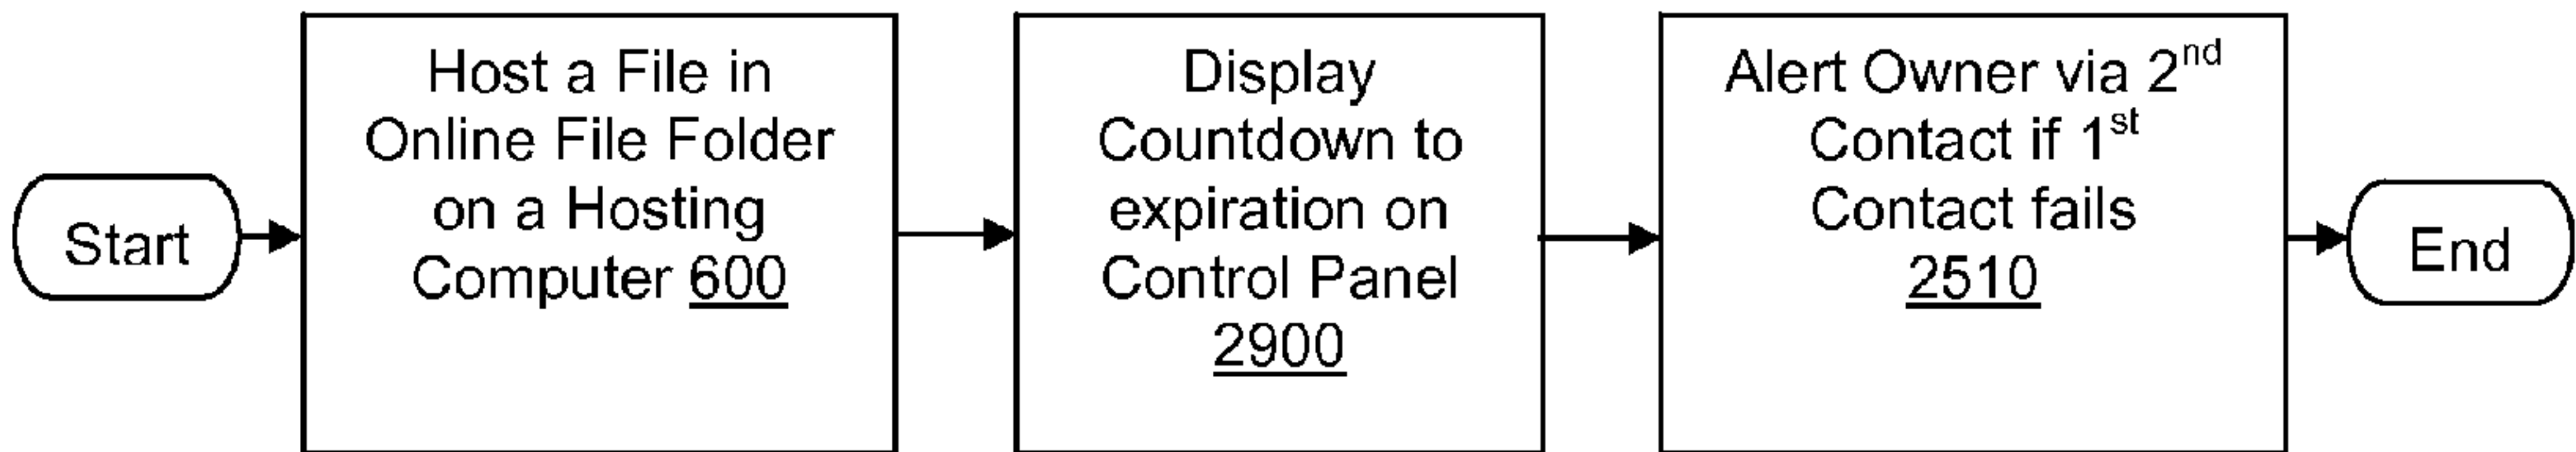 Start
Host a File in
Online File Folder
on a Hosting
Computer 600
Display
Countdown to
expiration on
Control Panel
2900
Alert Owner via 2nd
Contact if 1st
Contact fails
2510
End